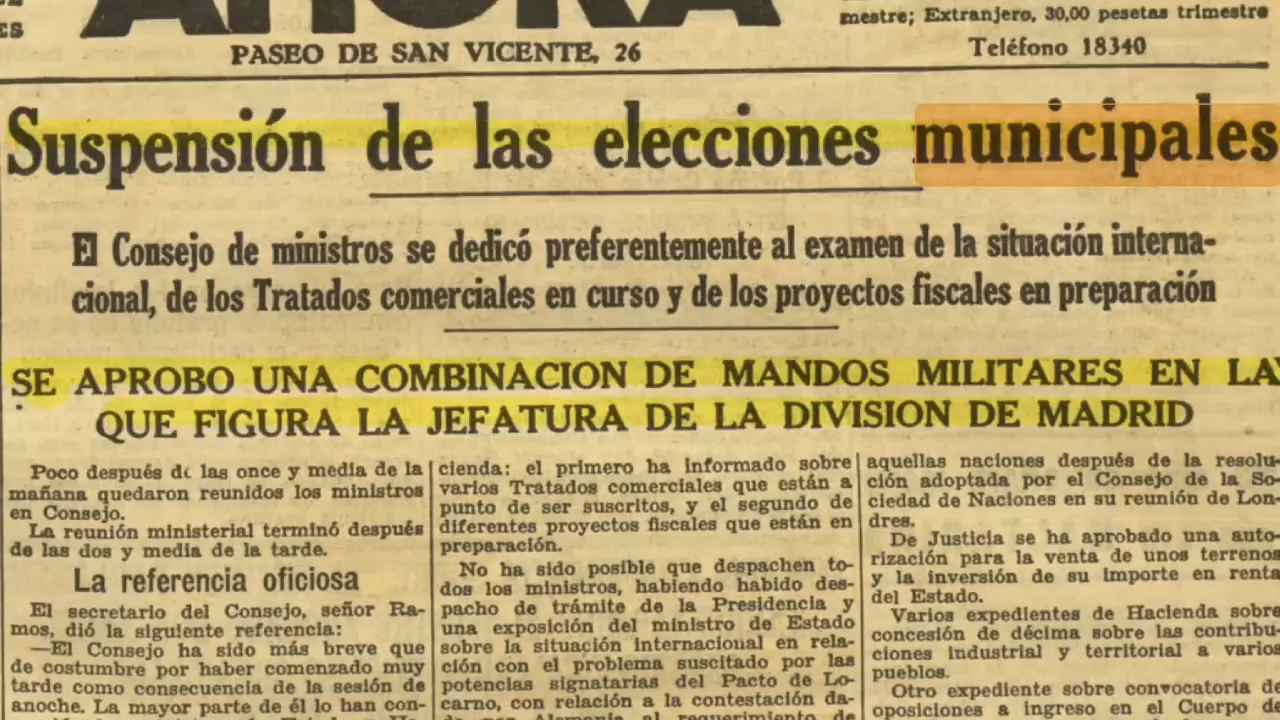 ES
AHORA
mestre; Extranjero, 30,00 pesetas trimestre
PASEO DE SAN VICENTE, 26
Teléfono 18340
Suspensión de las elecciones municipales
El Consejo de ministros se dedicó preferentemente al examen de la situación interna-
cional, de los Tratados comerciales en curso y de los proyectos fiscales en preparación
SE APROBO UNA COMBINACION DE MANDOS MILITARES EN LA
QUE FIGURA LA JEFATURA DE LA DIVISION DE MADRID
Poco después de las once y media de la
mañana quedaron reunidos los ministros
en Consejo.
La reunión ministerial terminó después
de las dos y media de la tarde.
La referencia oficiosa
El secretario del Consejo, señor Ra-
mos, dió la siguiente referencia:
—El Consejo ha sido más breve que
de costumbre por haber comenzado muy
tarde como consecuencia de la sesión de
anoche. La mayor parte de él lo han con-
cienda: el primero ha informado sobre
varios Tratados comerciales que están a
punto de ser suscritos, y el segundo de
diferentes proyectos fiscales que están en
preparación.
No ha sido posible que despachen to-
dos los ministros, habiendo habido des-
pacho de trámite de la Presidencia y
una exposición del ministro de Estado
sobre la situación internacional en rela-
ción con el problema suscitado por las
potencias signatarias del Pacto de Lo-
carno, con relación a la contestación da-
da por Alemania al requerimiento de
aquellas naciones después de la resolu-
ción adoptada por el Consejo de la So-
ciedad de Naciones en su reunión de Lon-
dres.
De Justicia se ha aprobado una auto-
rización para la venta de unos terrenos
y la inversión de su importe en renta
del Estado.
Varios expedientes de Hacienda sobre
concesión de décima sobre las contribu-
ciones industrial y territorial a varios
pueblos.
Otro expediente sobre convocatoria de
oposiciones a ingreso en el Cuerpo de